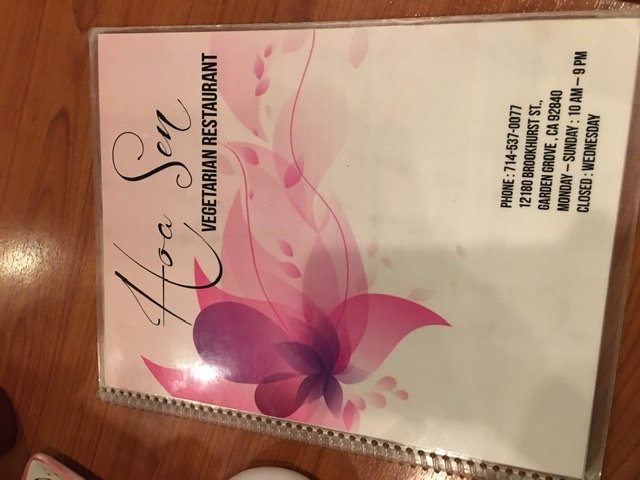 Hoa Sen
VEGETARIAN RESTAURANT
PHONE : 714-537-0077
12180 BROOKHURST ST.,
GARDEN GROVE , CA 92840
MONDAY – SUNDAY : 10 AM – 9 PM
CLOSED : WEDNESDAY